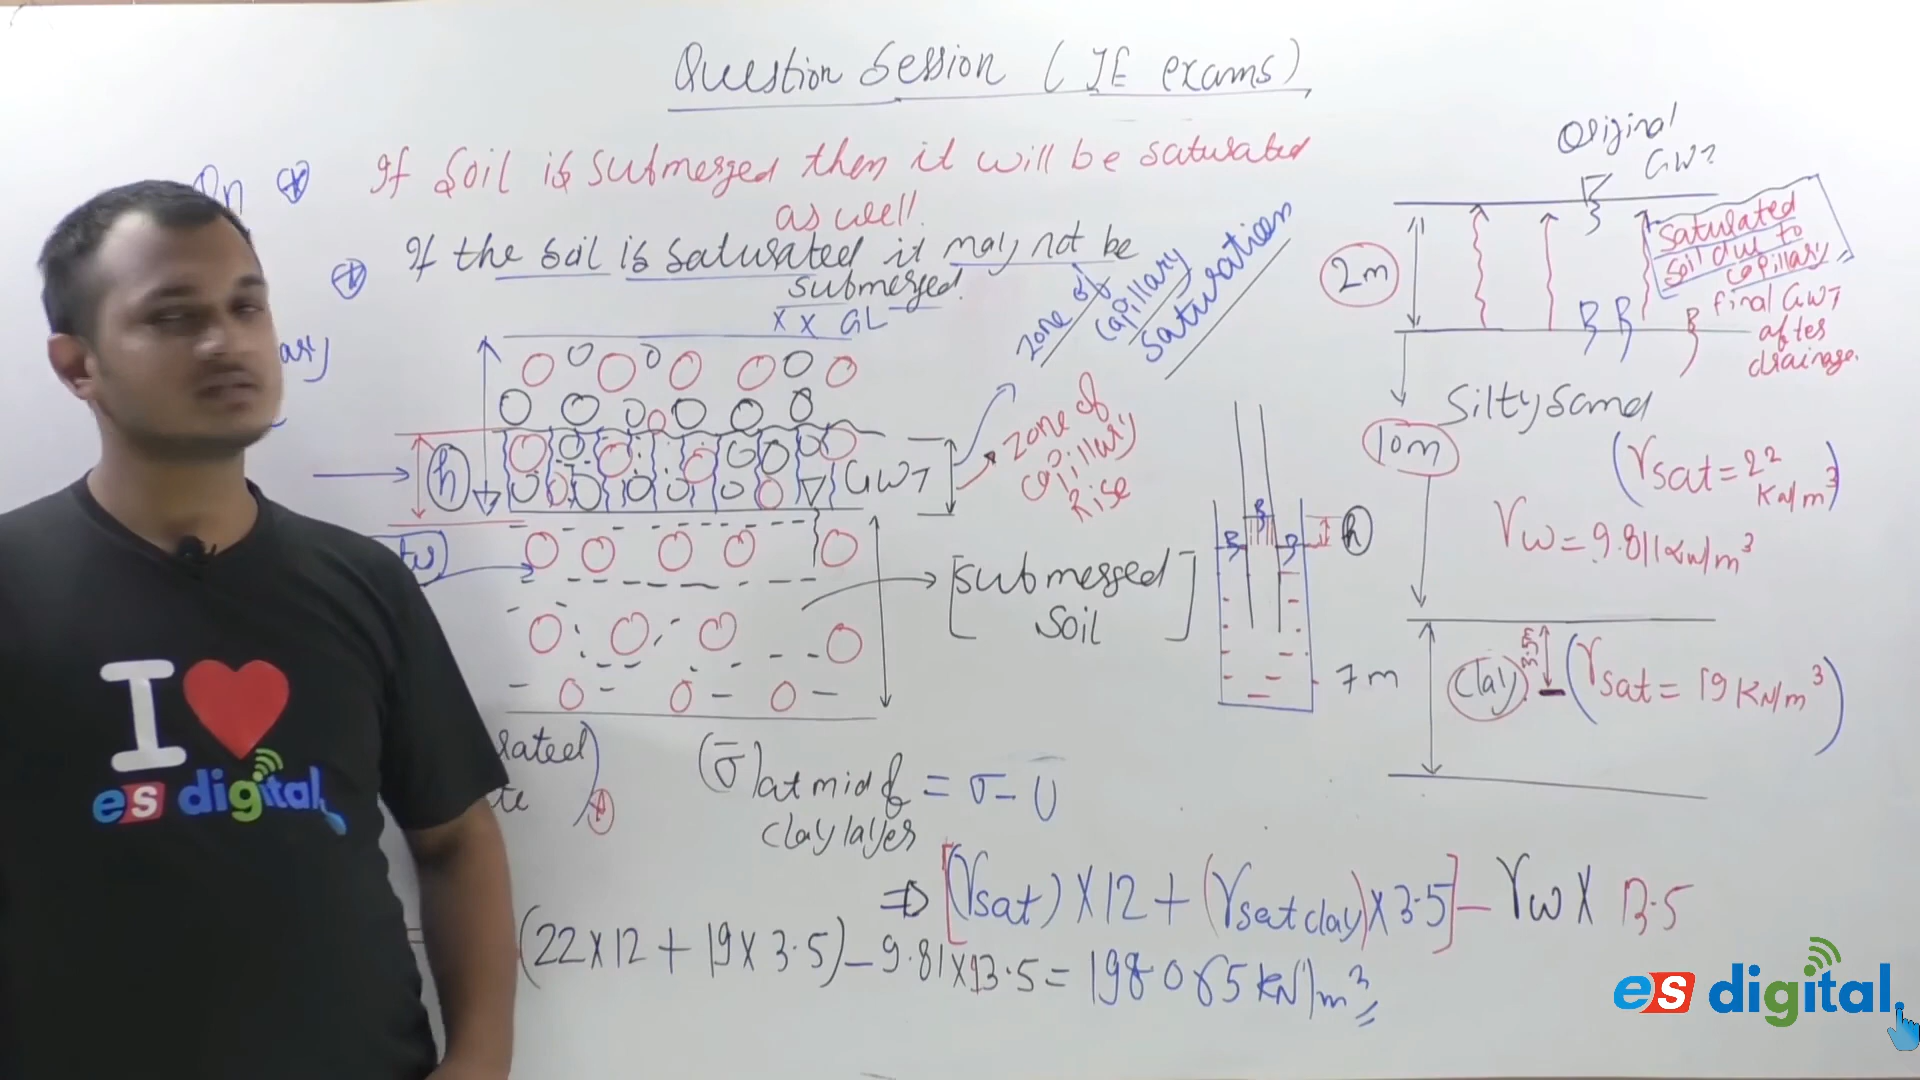 Question Session (JE exams)
If Soil is submerged then it will be saturated
as well.
If the soil is saturated it may not be
submerged.
x x GL
zone of
capillary
saturation
zone of
capillary
Rise
h
GWT
[submerged
soil]
h
Original
GWT
2m
saturated
soil due to
capillary
final GWT
after
drainage.
Silty Sand
10m
(γsat = 22
KN/m³)
γw = 9.81 KN/m³
7m
Clay
3.5m
(γsat = 19 KN/m³)
(σ̄) at mid of = σ - U
clay layer
⇒ [(γsat) × 12 + (γsat clay) × 3.5] - γw × 13.5
(22 × 12 + 19 × 3.5) - 9.81 × 13.5 = 198.065 kN/m³
I
es digital
es digital.